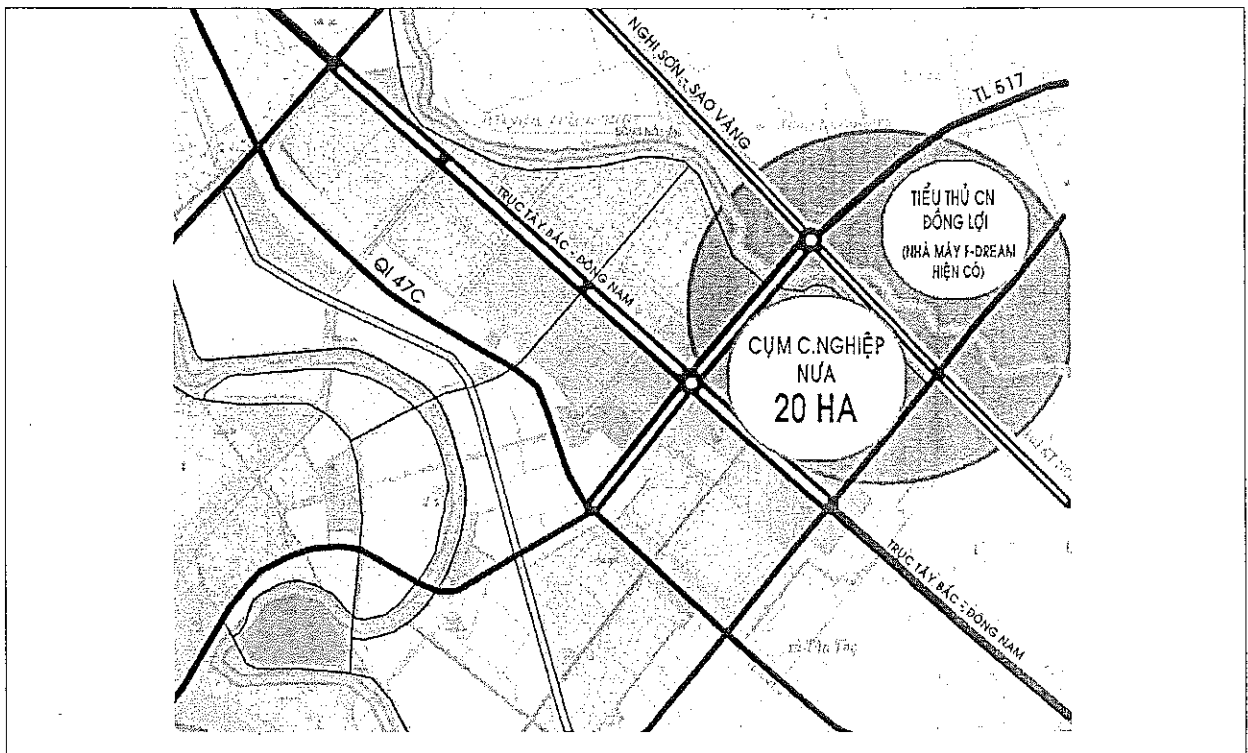 NGHI SƠN - SAO VÀNG
TL 517
TIỂU THỦ CN
ĐỒNG LỢI
(NHÀ MÁY F-DREAM
HIỆN CÓ)
TRỤC TÂY BẮC - ĐÔNG NAM
QL 47C
CỤM C.NGHIỆP
NƯA
20 HA
TRỤC TÂY BẮC - ĐÔNG NAM